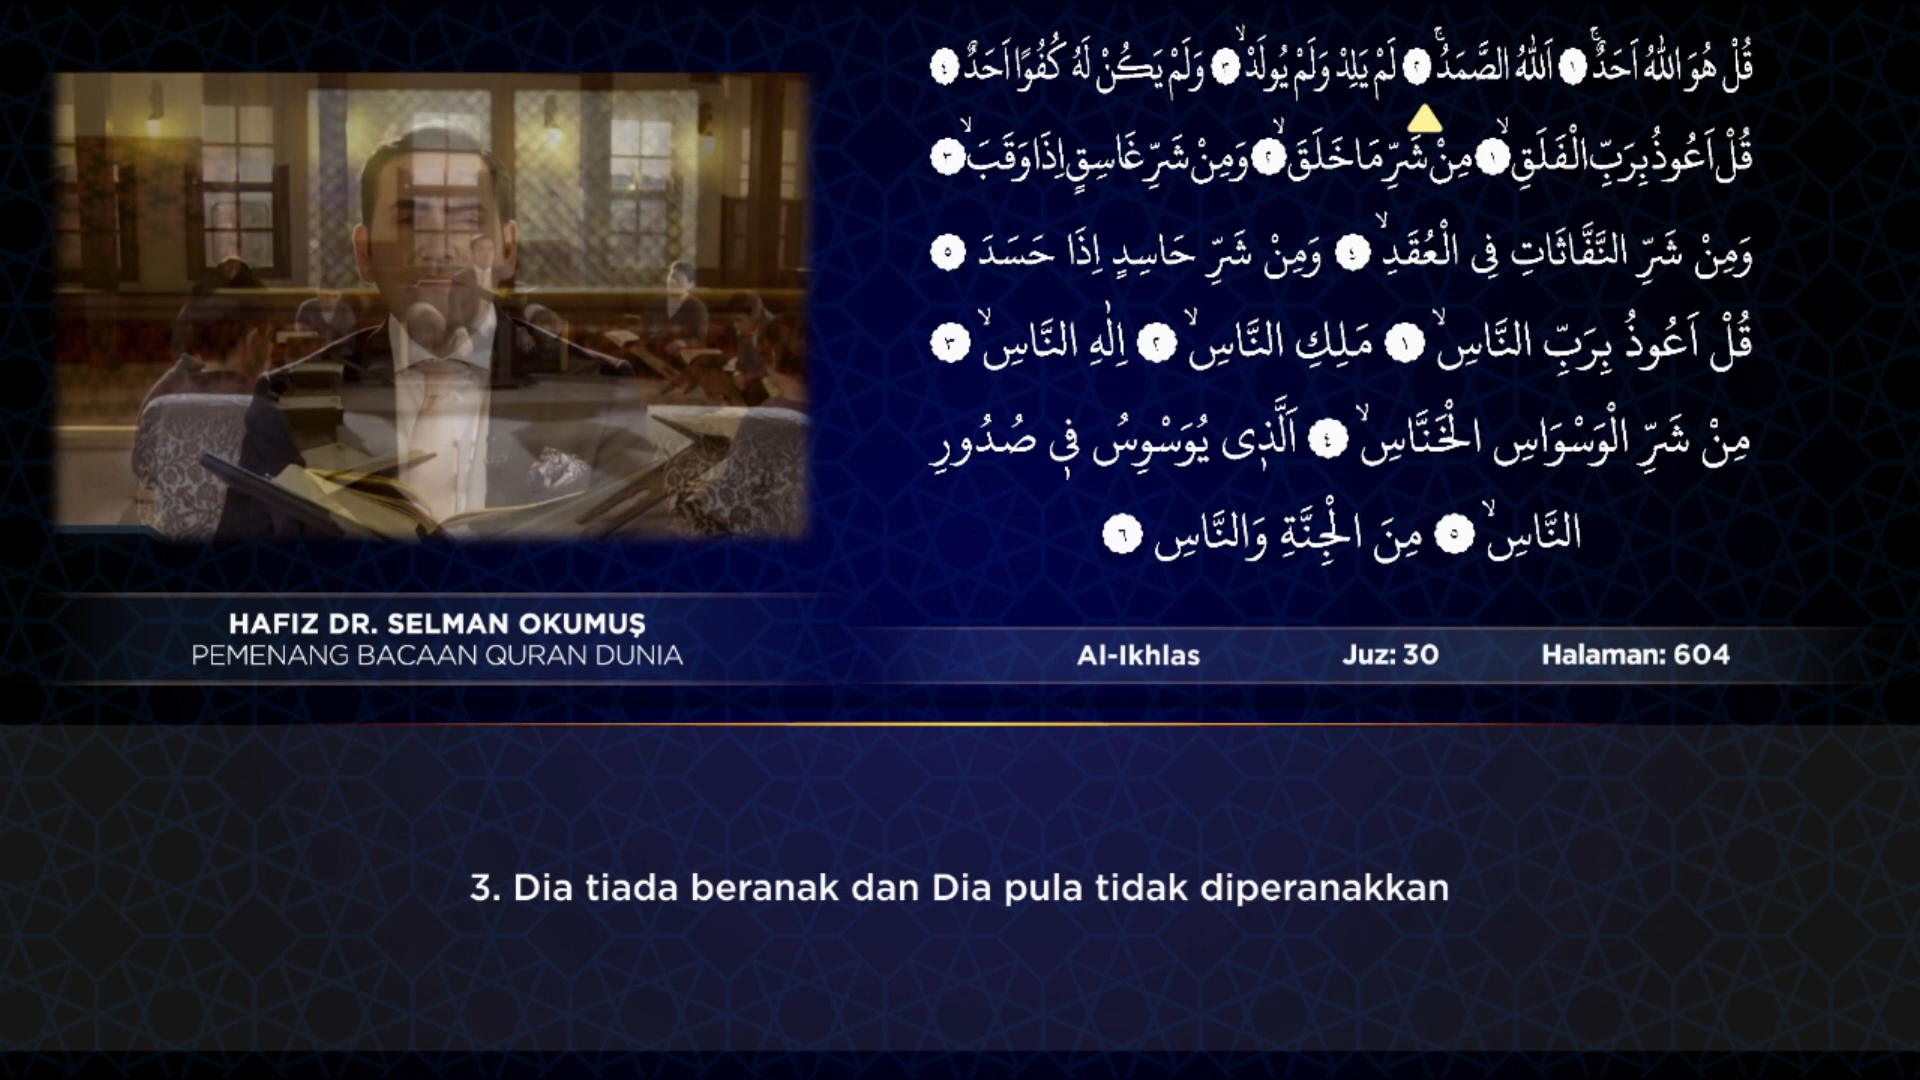 قُلْ هُوَ اللّٰهُ اَحَدٌۚ ١ اَللّٰهُ الصَّمَدُۚ ٢ لَمْ يَلِدْ وَلَمْ يُولَدْۙ ٣ وَلَمْ يَكُنْ لَهُ كُفُوًا اَحَدٌ ٤
قُلْ اَعُوذُ بِرَبِّ الْفَلَقِۙ ١ مِنْ شَرِّ مَا خَلَقَۙ ٢ وَمِنْ شَرِّ غَاسِقٍ اِذَا وَقَبَۙ ٣
وَمِنْ شَرِّ النَّفَّاثَاتِ فِى الْعُقَدِۙ ٤ وَمِنْ شَرِّ حَاسِدٍ اِذَا حَسَدَ ٥
قُلْ اَعُوذُ بِرَبِّ النَّاسِۙ ١ مَلِكِ النَّاسِۙ ٢ اِلٰهِ النَّاسِۙ ٣
مِنْ شَرِّ الْوَسْوَاسِ الْخَنَّاسِۙ ٤ اَلَّذٖى يُوَسْوِسُ فٖى صُدُورِ
النَّاسِۙ ٥ مِنَ الْجِنَّةِ وَالنَّاسِ ٦
HAFIZ DR. SELMAN OKUMUŞ
PEMENANG BACAAN QURAN DUNIA
Al-Ikhlas Juz: 30 Halaman: 604
3. Dia tiada beranak dan Dia pula tidak diperanakkan